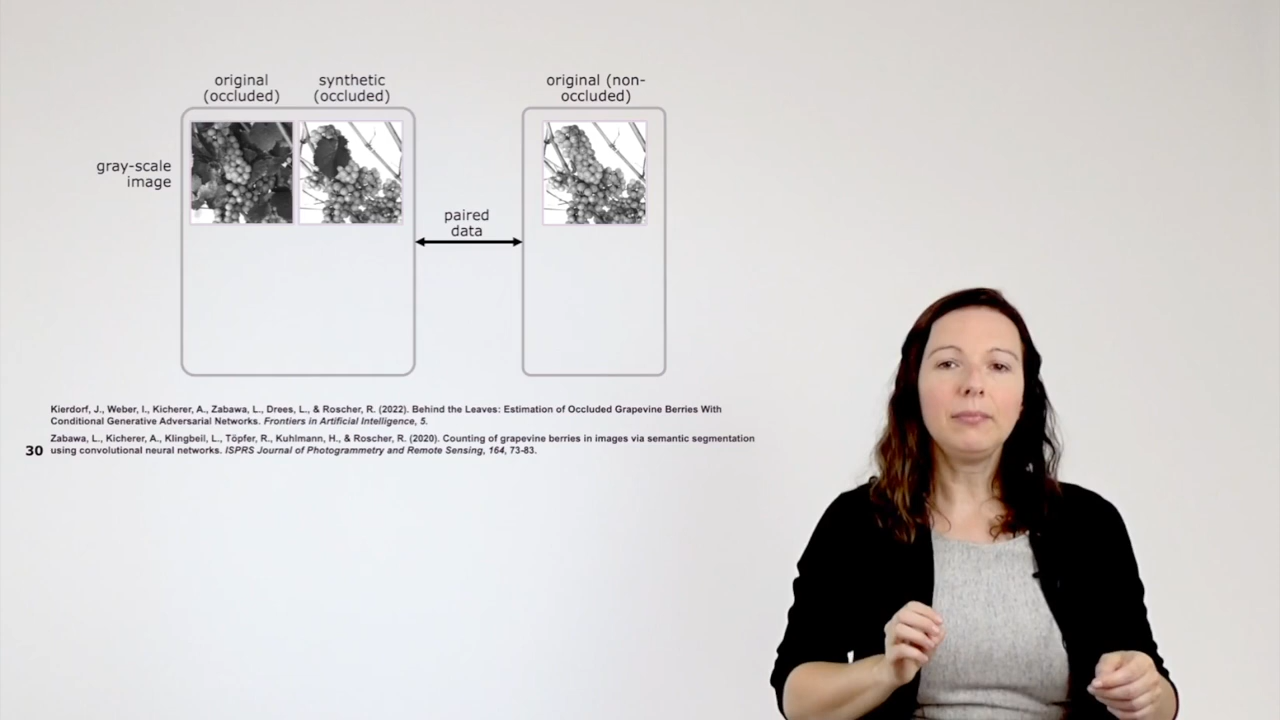 original
(occluded)
synthetic
(occluded)
original (non-
occluded)
gray-scale
image
paired
data
Kierdorf, J., Weber, I., Kicherer, A., Zabawa, L., Drees, L., & Roscher, R. (2022). Behind the Leaves: Estimation of Occluded Grapevine Berries With
Conditional Generative Adversarial Networks. Frontiers in Artificial Intelligence, 5.
Zabawa, L., Kicherer, A., Klingbeil, L., Töpfer, R., Kuhlmann, H., & Roscher, R. (2020). Counting of grapevine berries in images via semantic segmentation
30 using convolutional neural networks. ISPRS Journal of Photogrammetry and Remote Sensing, 164, 73-83.